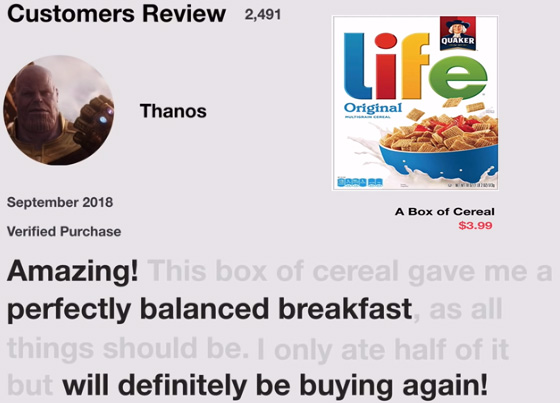 Customers Review 2,491
QUAKER
life
Original
MULTIGRAIN CEREAL
Thanos
A Box of Cereal
$3.99
September 2018
Verified Purchase
Amazing! This box of cereal gave me a
perfectly balanced breakfast, as all
things should be. I only ate half of it
but will definitely be buying again!